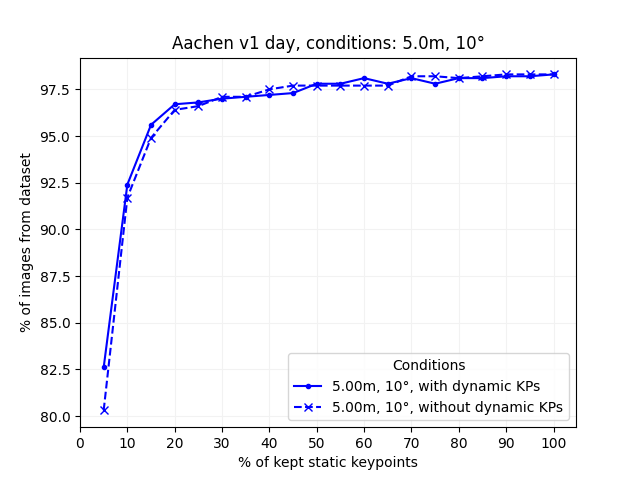 Aachen v1 day, conditions: 5.0m, 10°
% of images from dataset
97.5
95.0
92.5
90.0
87.5
85.0
82.5
80.0
Conditions
5.00m, 10°, with dynamic KPs
5.00m, 10°, without dynamic KPs
0 10 20 30 40 50 60 70 80 90 100
% of kept static keypoints